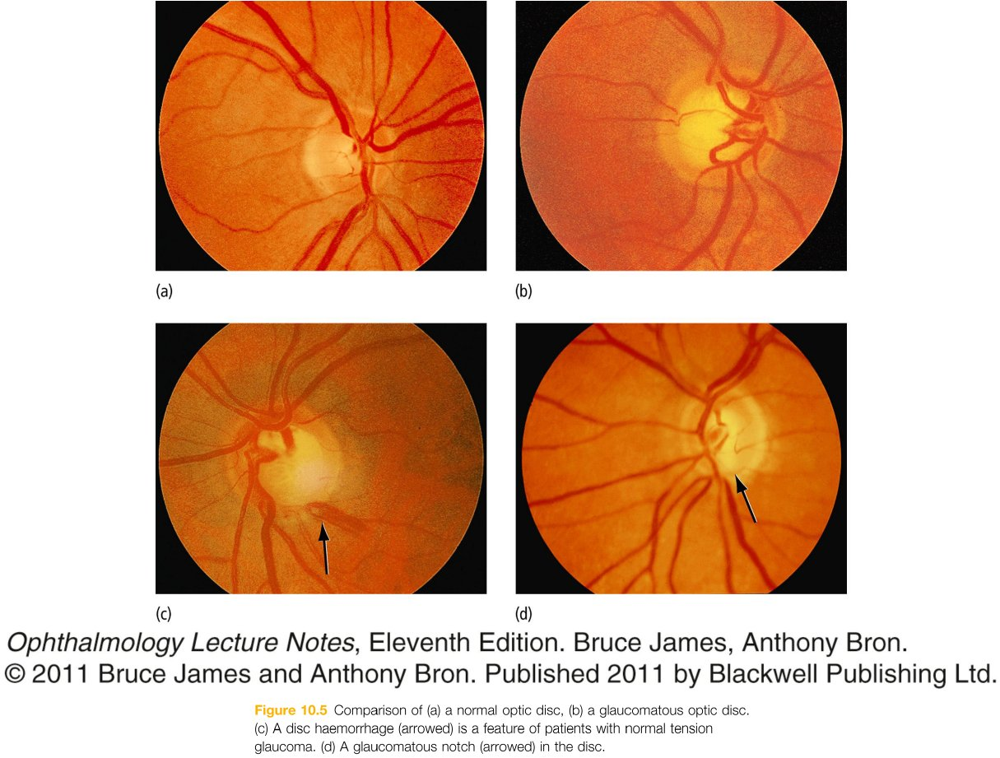 (a)
(b)
(c)
(d)
Ophthalmology Lecture Notes, Eleventh Edition. Bruce James, Anthony Bron.
© 2011 Bruce James and Anthony Bron. Published 2011 by Blackwell Publishing Ltd.
Figure 10.5 Comparison of (a) a normal optic disc, (b) a glaucomatous optic disc.
(c) A disc haemorrhage (arrowed) is a feature of patients with normal tension
glaucoma. (d) A glaucomatous notch (arrowed) in the disc.